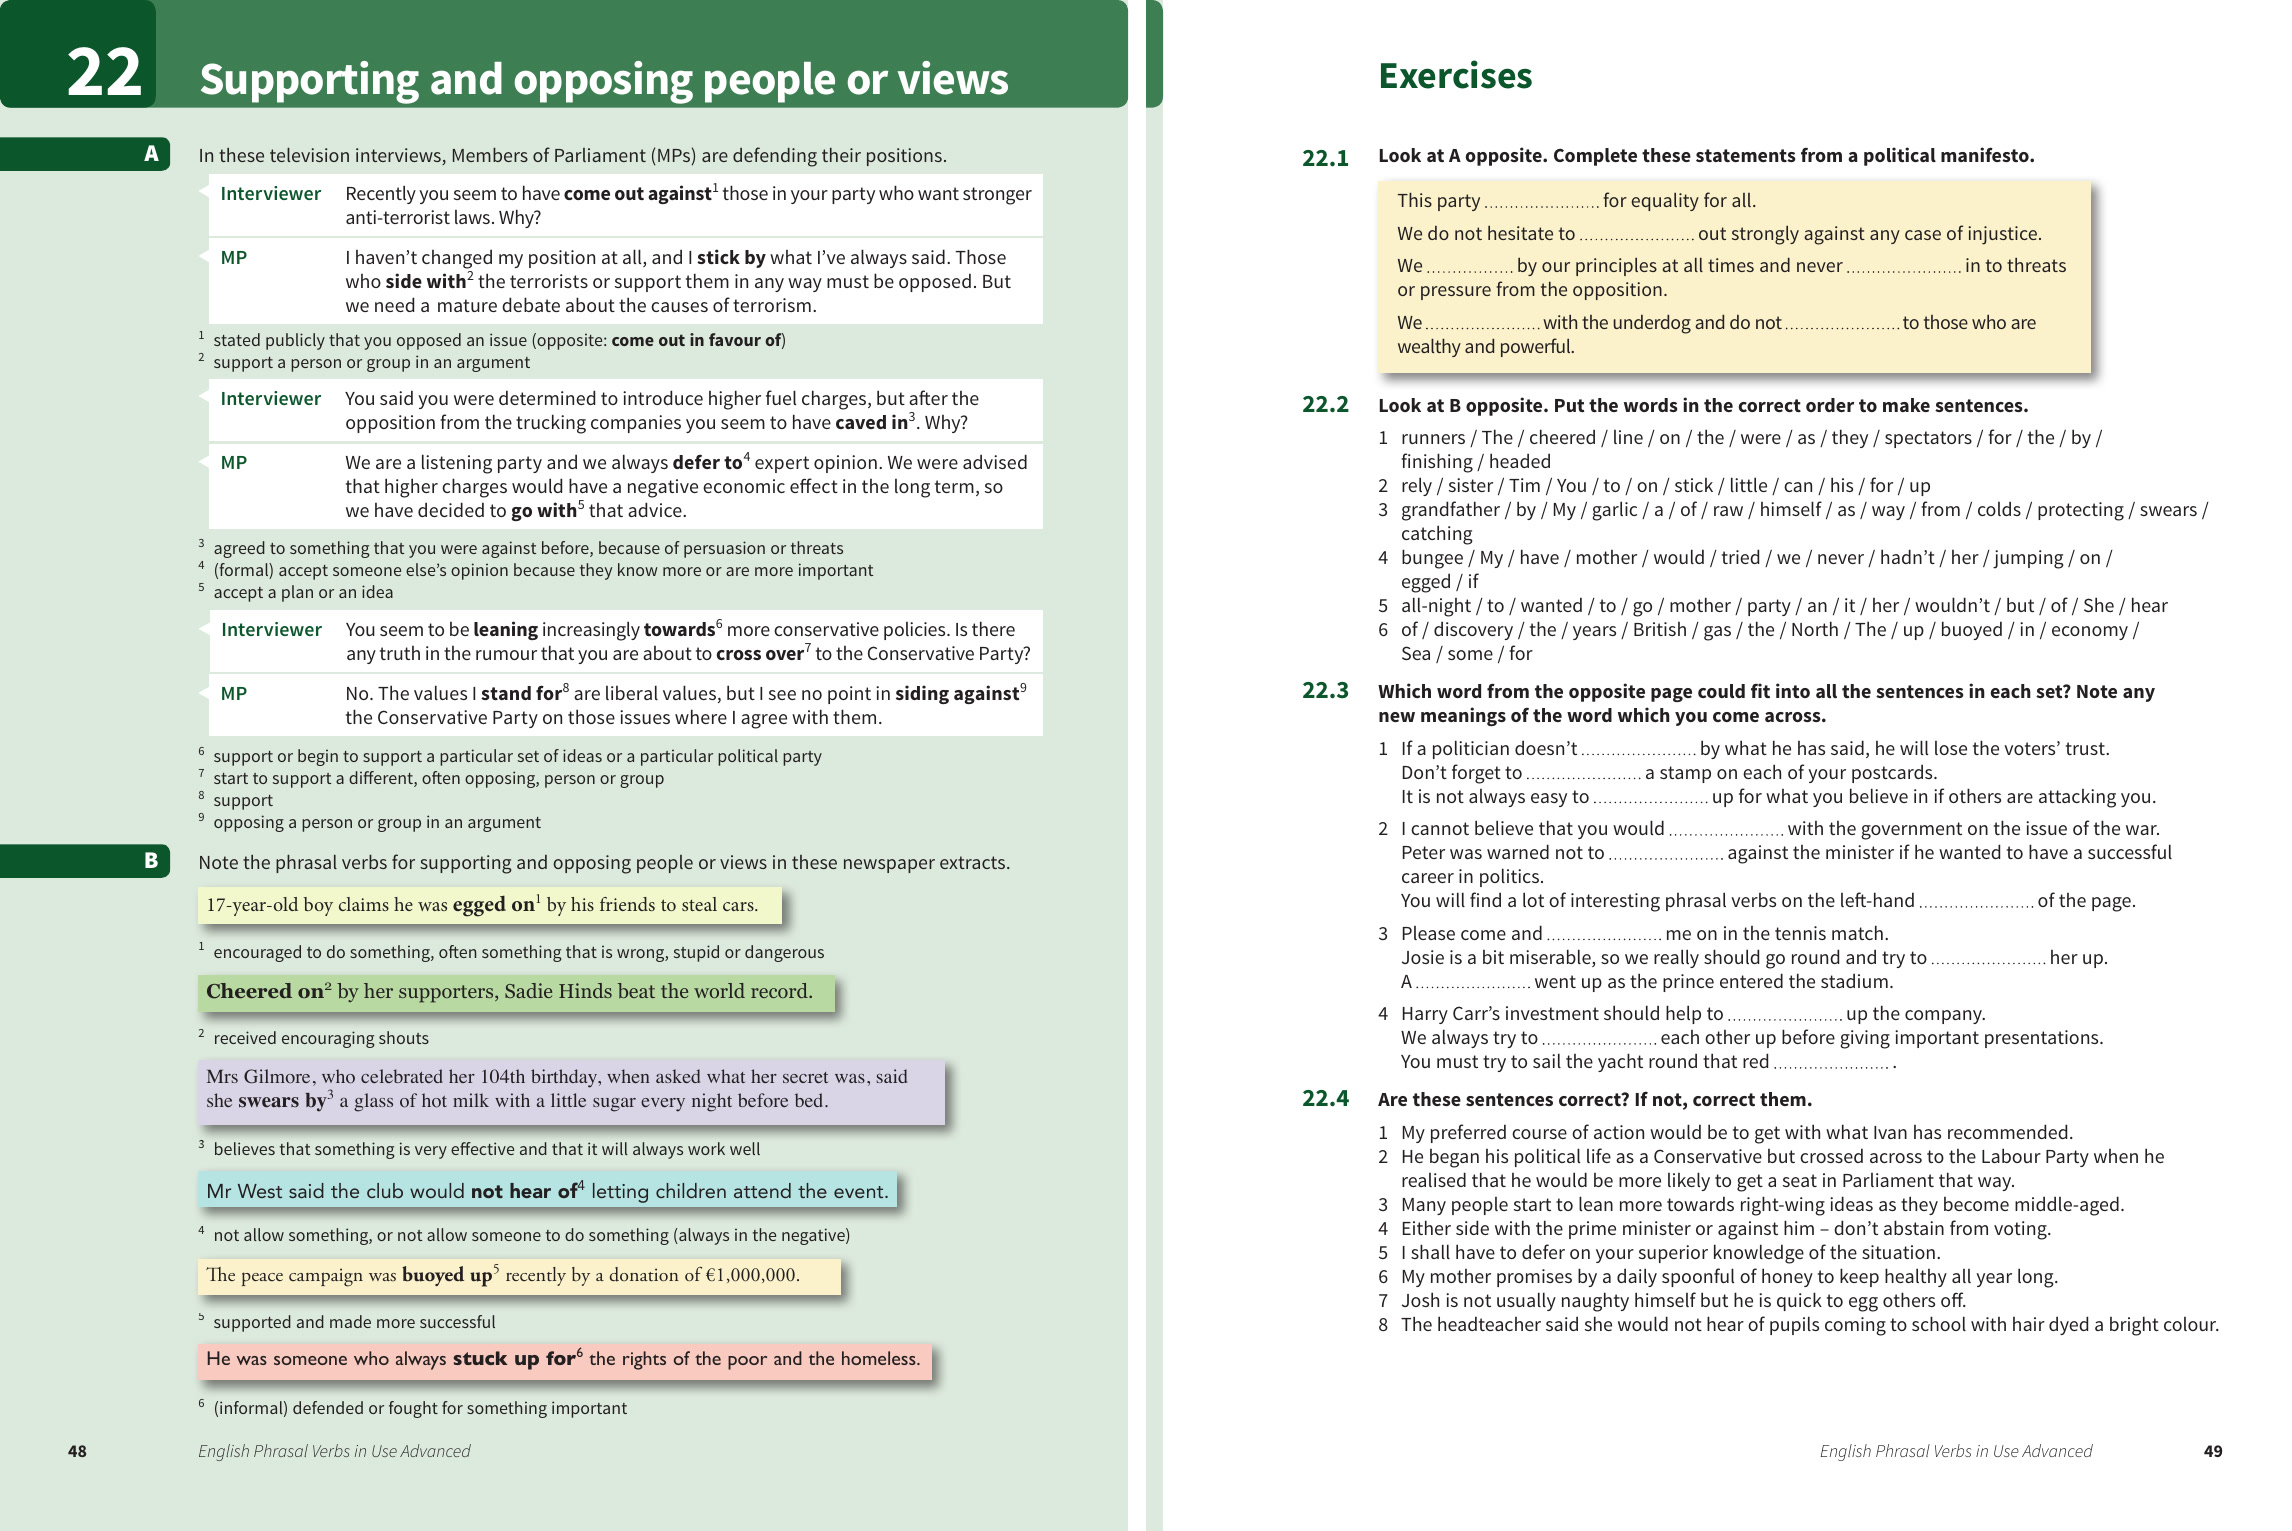 22 Supporting and opposing people or views
A
In these television interviews, Members of Parliament (MPs) are defending their positions.
Interviewer Recently you seem to have come out against¹ those in your party who want stronger
anti-terrorist laws. Why?
MP I haven’t changed my position at all, and I stick by what I’ve always said. Those
who side with² the terrorists or support them in any way must be opposed. But
we need a mature debate about the causes of terrorism.
¹ stated publicly that you opposed an issue (opposite: come out in favour of)
² support a person or group in an argument
Interviewer You said you were determined to introduce higher fuel charges, but after the
opposition from the trucking companies you seem to have caved in³. Why?
MP We are a listening party and we always defer to⁴ expert opinion. We were advised
that higher charges would have a negative economic effect in the long term, so
we have decided to go with⁵ that advice.
³ agreed to something that you were against before, because of persuasion or threats
⁴ (formal) accept someone else’s opinion because they know more or are more important
⁵ accept a plan or an idea
Interviewer You seem to be leaning increasingly towards⁶ more conservative policies. Is there
any truth in the rumour that you are about to cross over⁷ to the Conservative Party?
MP No. The values I stand for⁸ are liberal values, but I see no point in siding against⁹
the Conservative Party on those issues where I agree with them.
⁶ support or begin to support a particular set of ideas or a particular political party
⁷ start to support a different, often opposing, person or group
⁸ support
⁹ opposing a person or group in an argument
B
Note the phrasal verbs for supporting and opposing people or views in these newspaper extracts.
17-year-old boy claims he was egged on¹ by his friends to steal cars.
¹ encouraged to do something, often something that is wrong, stupid or dangerous
Cheered on² by her supporters, Sadie Hinds beat the world record.
² received encouraging shouts
Mrs Gilmore, who celebrated her 104th birthday, when asked what her secret was, said
she swears by³ a glass of hot milk with a little sugar every night before bed.
³ believes that something is very effective and that it will always work well
Mr West said the club would not hear of⁴ letting children attend the event.
⁴ not allow something, or not allow someone to do something (always in the negative)
The peace campaign was buoyed up⁵ recently by a donation of €1,000,000.
⁵ supported and made more successful
He was someone who always stuck up for⁶ the rights of the poor and the homeless.
⁶ (informal) defended or fought for something important
48 English Phrasal Verbs in Use Advanced
Exercises
22.1 Look at A opposite. Complete these statements from a political manifesto.
This party ....................... for equality for all.
We do not hesitate to ....................... out strongly against any case of injustice.
We ................. by our principles at all times and never ....................... in to threats
or pressure from the opposition.
We ....................... with the underdog and do not ....................... to those who are
wealthy and powerful.
22.2 Look at B opposite. Put the words in the correct order to make sentences.
1 runners / The / cheered / line / on / the / were / as / they / spectators / for / the / by /
finishing / headed
2 rely / sister / Tim / You / to / on / stick / little / can / his / for / up
3 grandfather / by / My / garlic / a / of / raw / himself / as / way / from / colds / protecting / swears /
catching
4 bungee / My / have / mother / would / tried / we / never / hadn’t / her / jumping / on /
egged / if
5 all-night / to / wanted / to / go / mother / party / an / it / her / wouldn’t / but / of / She / hear
6 of / discovery / the / years / British / gas / the / North / The / up / buoyed / in / economy /
Sea / some / for
22.3 Which word from the opposite page could fit into all the sentences in each set? Note any
new meanings of the word which you come across.
1 If a politician doesn’t ....................... by what he has said, he will lose the voters’ trust.
Don’t forget to ....................... a stamp on each of your postcards.
It is not always easy to ....................... up for what you believe in if others are attacking you.
2 I cannot believe that you would ....................... with the government on the issue of the war.
Peter was warned not to ....................... against the minister if he wanted to have a successful
career in politics.
You will find a lot of interesting phrasal verbs on the left-hand ....................... of the page.
3 Please come and ....................... me on in the tennis match.
Josie is a bit miserable, so we really should go round and try to ....................... her up.
A ....................... went up as the prince entered the stadium.
4 Harry Carr’s investment should help to ....................... up the company.
We always try to ....................... each other up before giving important presentations.
You must try to sail the yacht round that red ....................... .
22.4 Are these sentences correct? If not, correct them.
1 My preferred course of action would be to get with what Ivan has recommended.
2 He began his political life as a Conservative but crossed across to the Labour Party when he
realised that he would be more likely to get a seat in Parliament that way.
3 Many people start to lean more towards right-wing ideas as they become middle-aged.
4 Either side with the prime minister or against him – don’t abstain from voting.
5 I shall have to defer on your superior knowledge of the situation.
6 My mother promises by a daily spoonful of honey to keep healthy all year long.
7 Josh is not usually naughty himself but he is quick to egg others off.
8 The headteacher said she would not hear of pupils coming to school with hair dyed a bright colour.
English Phrasal Verbs in Use Advanced 49